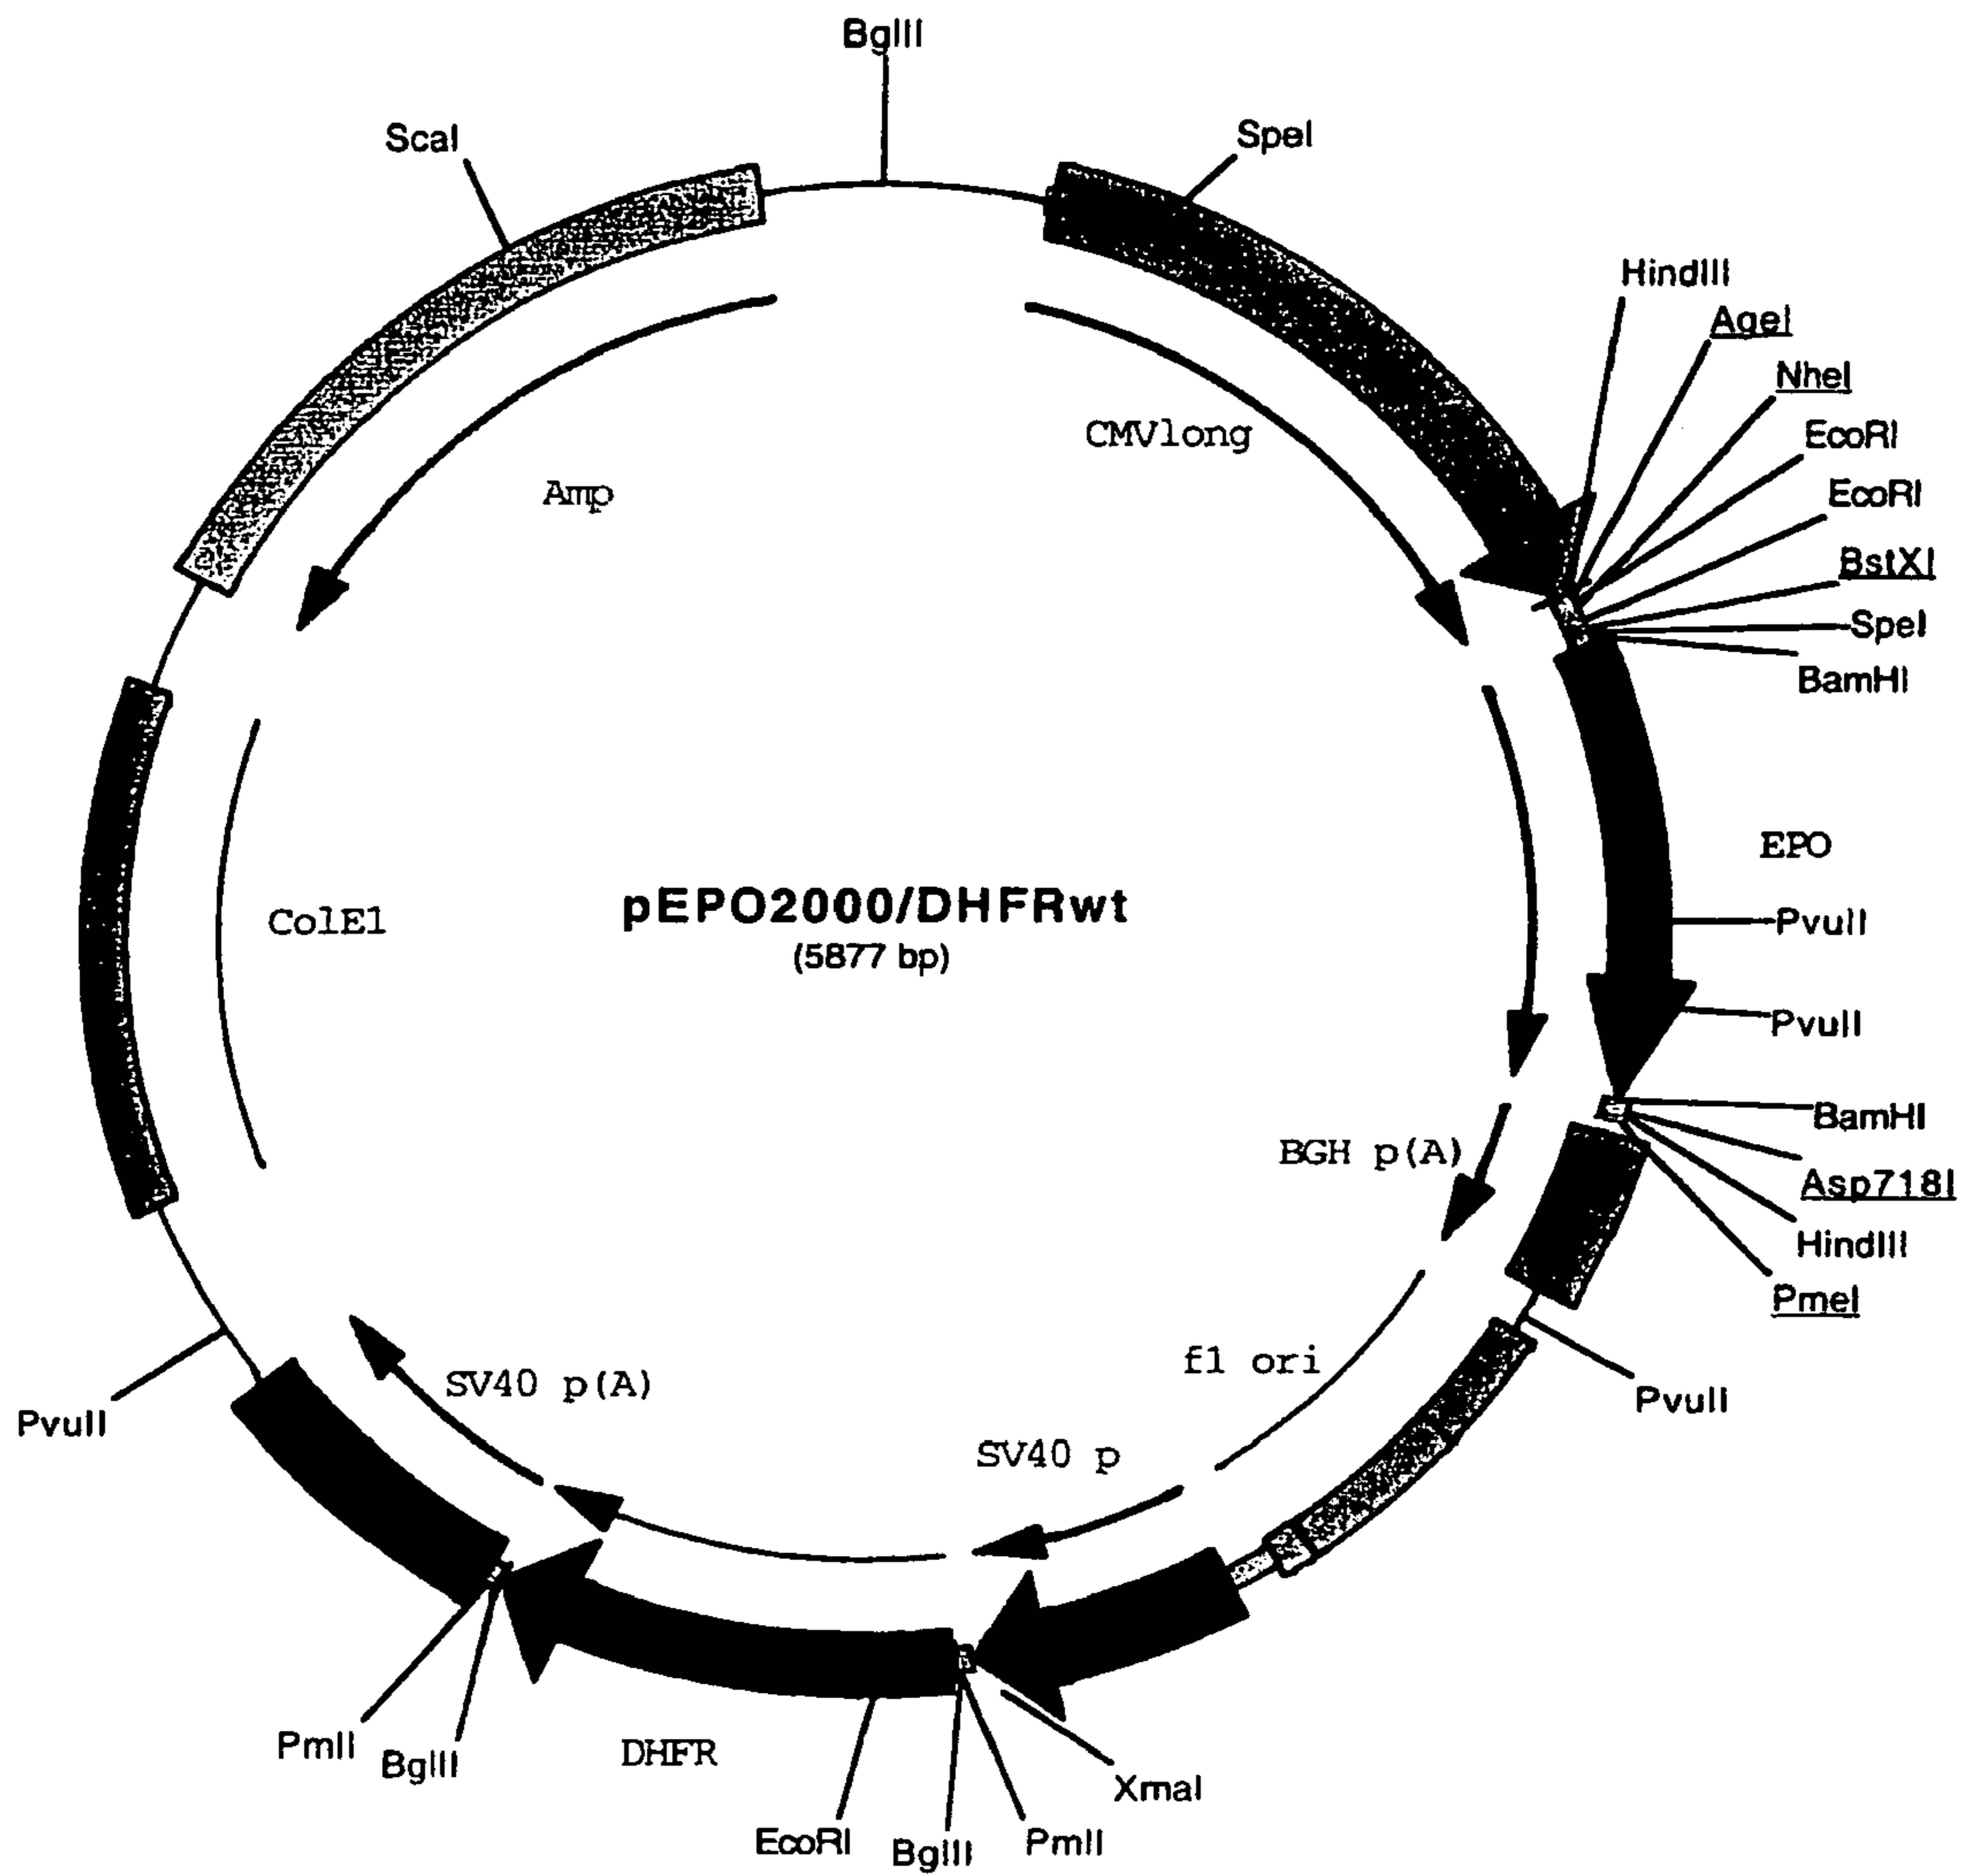 BglII
ScaI
SpeI
HindIII
AgeI
NheI
EcoRI
EcoRI
BstXI
SpeI
BamHI
CMVlong
Amp
EPO
pEPO2000/DHFRwt
(5877 bp)
ColE1
PvuII
PvuII
BamHI
BGH p(A)
Asp718I
HindIII
PmeI
f1 ori
SV40 p(A)
PvuII
PvuII
SV40 p
PmlI
BglII
DHFR
XmaI
EcoRI
BglII
PmlI